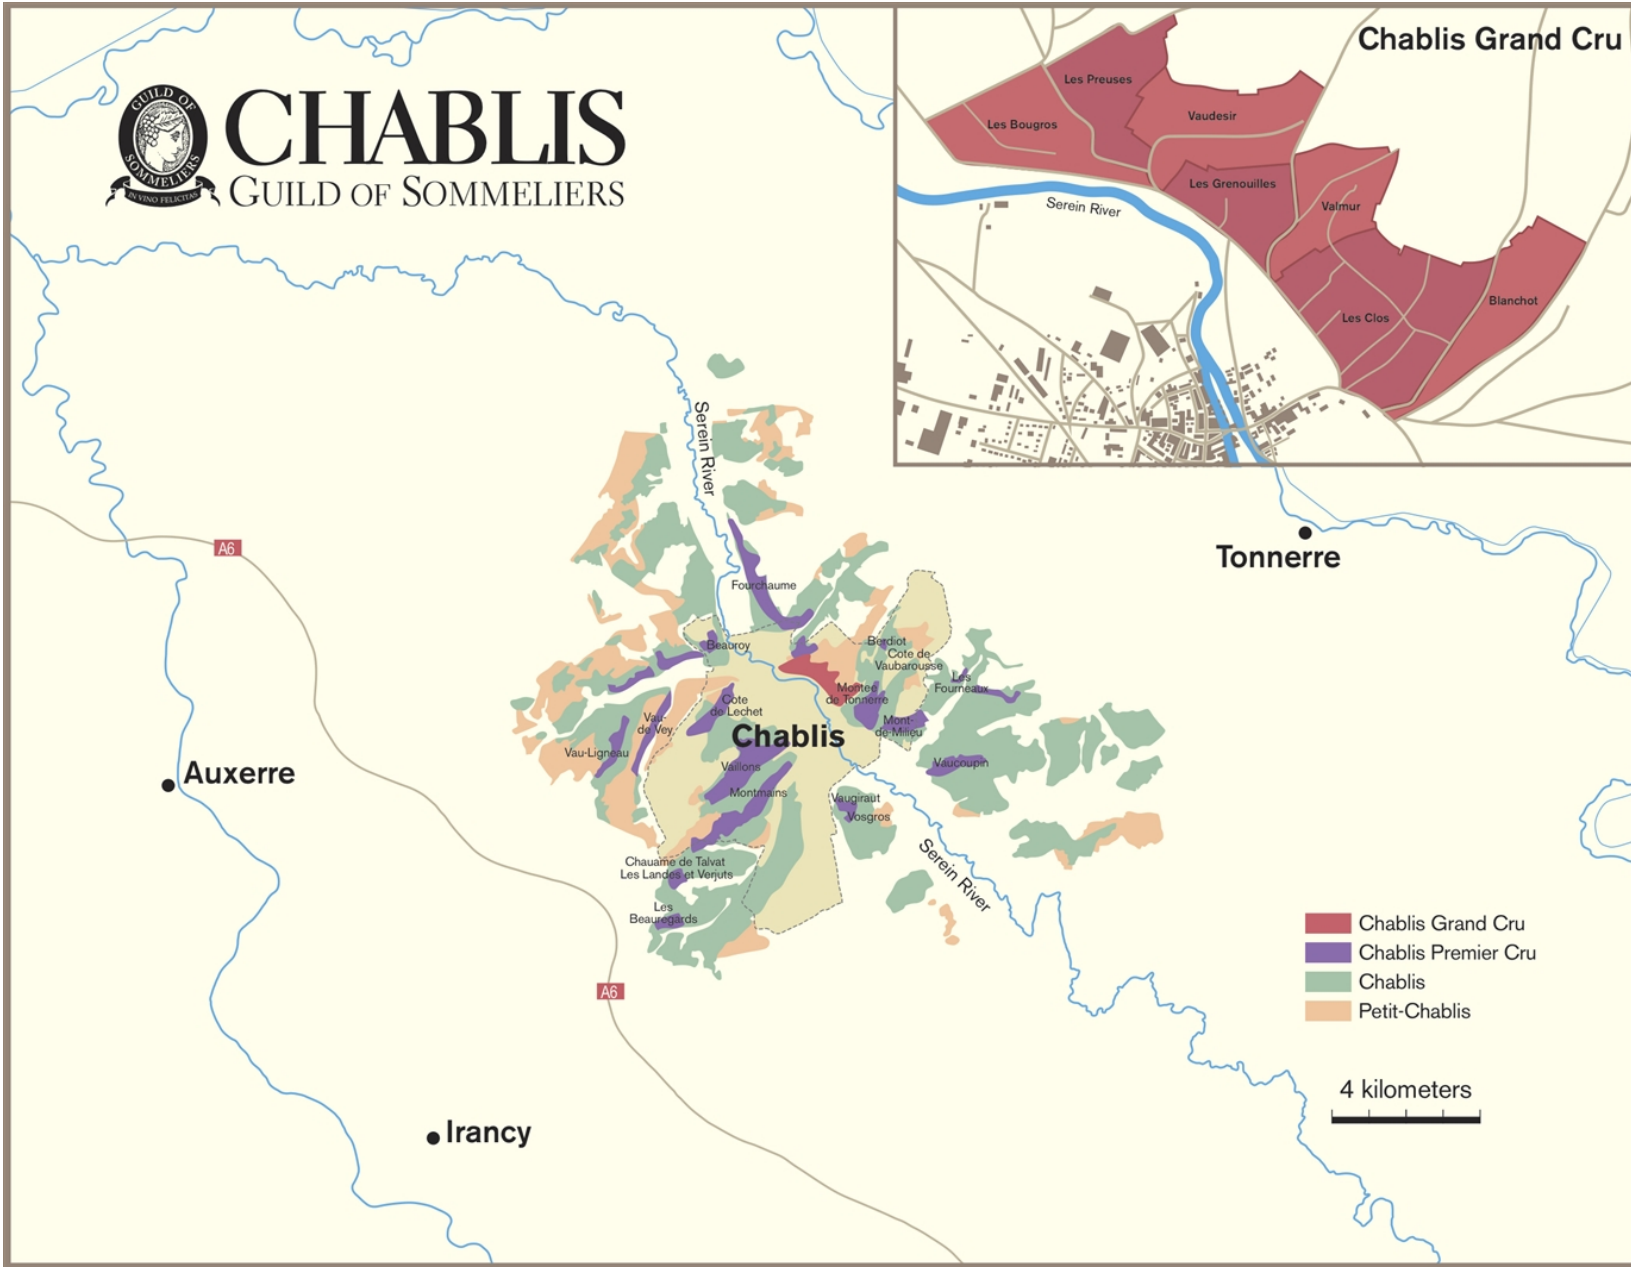 GUILD OF
SOMMELIERS
IN VINO FELICITAS
CHABLIS
GUILD OF SOMMELIERS
Chablis Grand Cru
Les Preuses
Vaudesir
Les Bougros
Les Grenouilles
Valmur
Serein River
Blanchot
Les Clos
Serein River
Tonnerre
A6
Fourchaume
Beauroy
Berdiot
Cote de
Vaubarousse
Les
Fourneaux
Montée
de Tonnerre
Cote
de Lechet
Vau-
de Vey
Mont-
de-Milieu
Chablis
Vau-Ligneau
Vaillons
Vaucoupin
Auxerre
Montmains
Vaugiraut
Vosgros
Chauame de Talvat
Les Landes et Verjuts
Serein River
Les
Beauregards
A6
Chablis Grand Cru
Chablis Premier Cru
Chablis
Petit-Chablis
4 kilometers
Irancy